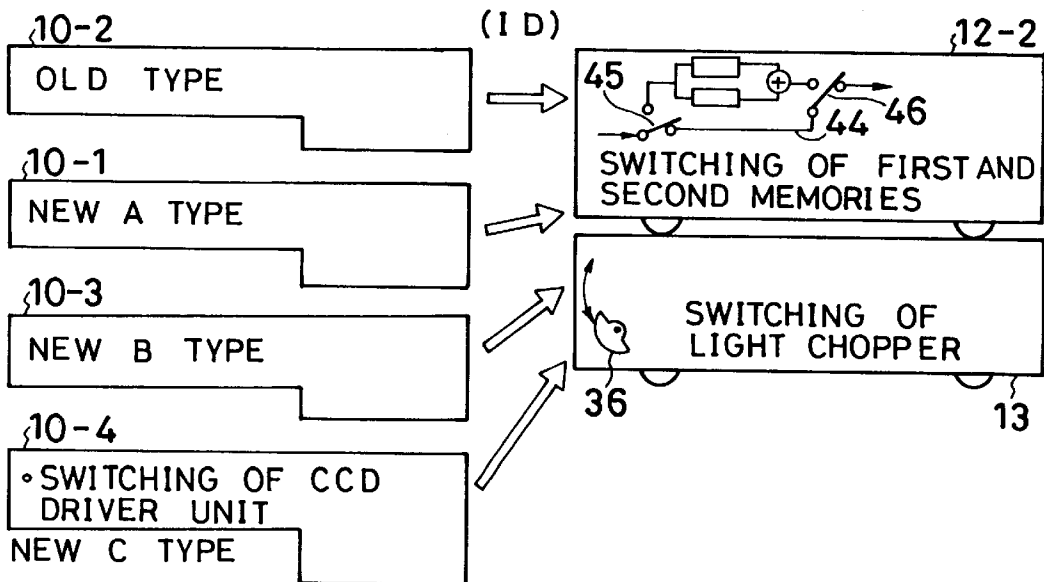 10-2
(ID)
12-2
OLD TYPE
45
46
44
10-1
SWITCHING OF FIRST AND
SECOND MEMORIES
NEW A TYPE
10-3
SWITCHING OF
LIGHT CHOPPER
NEW B TYPE
36
13
10-4
SWITCHING OF CCD
DRIVER UNIT
NEW C TYPE